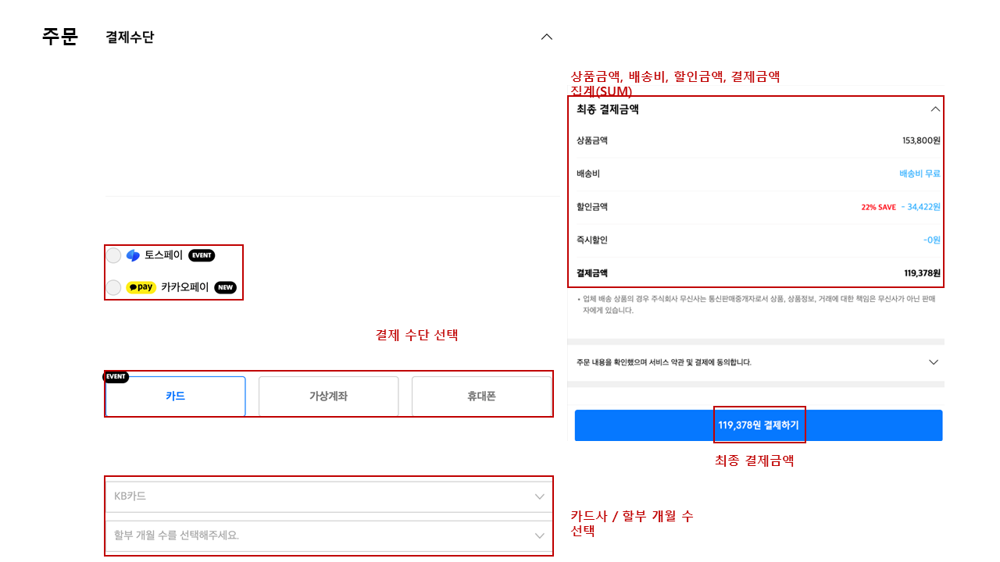 주문
결제수단
토스페이 EVENT
pay 카카오페이 NEW
결제 수단 선택
EVENT
카드
가상계좌
휴대폰
KB카드
할부 개월 수를 선택해주세요.
카드사 / 할부 개월 수
선택
상품금액, 배송비, 할인금액, 결제금액
집계(SUM)
최종 결제금액
상품금액 153,800원
배송비 배송비 무료
할인금액 22% SAVE - 34,422원
즉시할인 -0원
결제금액 119,378원
• 업체 배송 상품의 경우 주식회사 무신사는 통신판매중개자로서 상품, 상품정보, 거래에 대한 책임은 무신사가 아닌 판매
자에게 있습니다.
주문 내용을 확인했으며 서비스 약관 및 결제에 동의합니다.
119,378원 결제하기
최종 결제금액